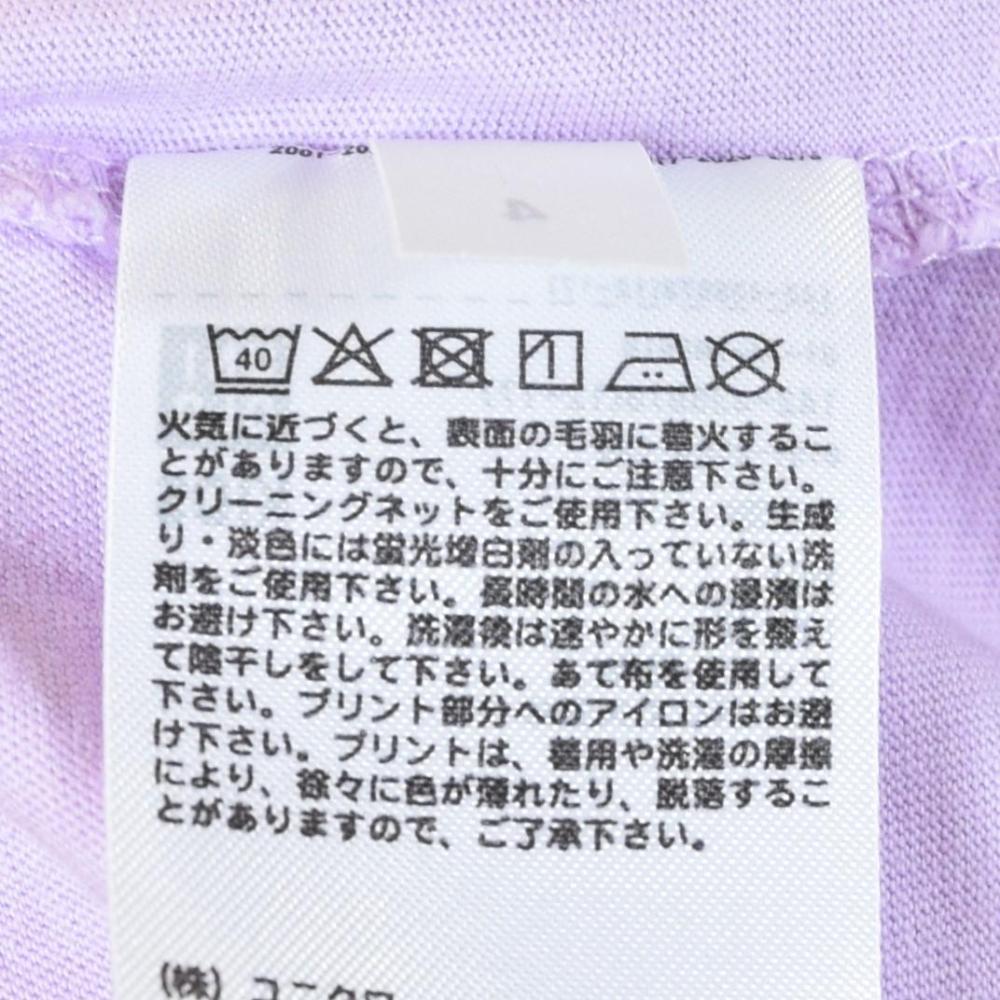 4
40
火気に近づくと、表面の毛羽に着火するこ
とがありますので、十分にご注意下さい。
クリーニングネットをご使用下さい。生成
り・淡色には蛍光増白剤の入っていない洗
剤をご使用下さい。長時間の水への浸漬は
お避け下さい。洗濯後は速やかに形を整え
て陰干しをして下さい。あて布を使用して
下さい。プリント部分へのアイロンはお避
け下さい。プリントは、着用や洗濯の摩擦
により、徐々に色が薄れたり、脱落するこ
とがありますので、ご了承下さい。
(株) ユニクロ